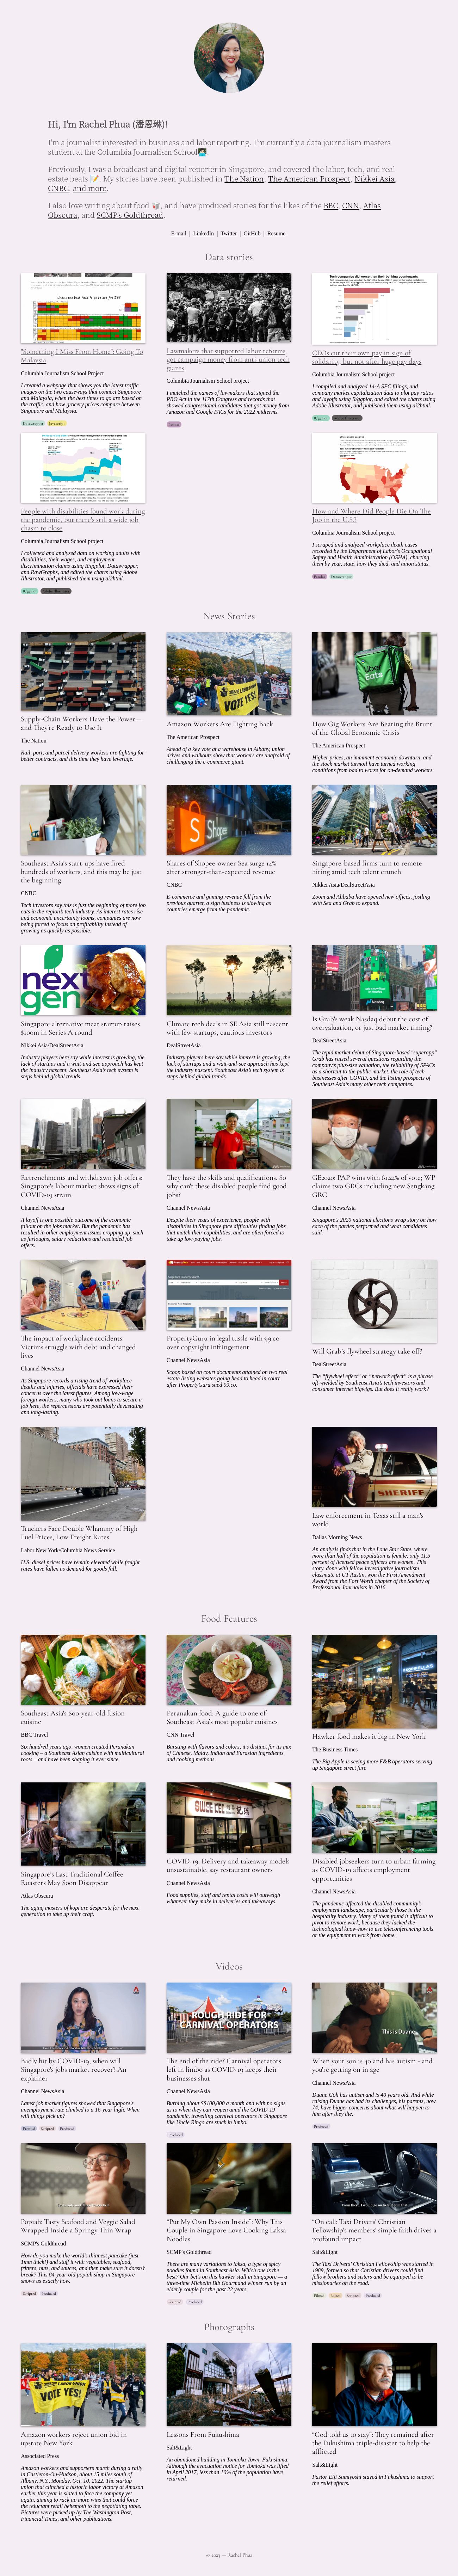 Hi, I'm Rachel Phua (潘恩琳)!
I'm a journalist interested in business and labor reporting. I'm currently a data journalism masters
student at the Columbia Journalism School
Previously, I was a broadcast and digital reporter in Singapore, and covered the labor, tech, and real
estate beats 📝. My stories have been published in The Nation, The American Prospect, Nikkei Asia,
CNBC, and more.
I also love writing about food 🥡, and have produced stories for the likes of the BBC, CNN, Atlas
Obscura, and SCMP's Goldthread.
E-mail | LinkedIn | Twitter | GitHub | Resume
Data stories
"Something I Miss From Home": Going To
Malaysia
Columbia Journalism School Project
I created a webpage that shows you the latest traffic
images on the two causeways that connect Singapore
and Malaysia, when the best times to go are based on
the traffic, and how grocery prices compare between
Singapore and Malaysia.
Datawrapper Javascript
Lawmakers that supported labor reforms
got campaign money from anti-union tech
giants
Columbia Journalism School project
I matched the names of lawmakers that signed the
PRO Act in the 117th Congress and records that
showed congressional candidates who got money from
Amazon and Google PACs for the 2022 midterms.
Pandas
Tech companies did worse than their banking counterparts
CEOs cut their own pay in sign of
solidarity, but not after huge pay days
Columbia Journalism School project
I compiled and analyzed 14-A SEC filings, and
company market capitalization data to plot pay ratios
and layoffs using R/ggplot, and edited the charts using
Adobe Illustrator, and published them using ai2html.
R/ggplot Adobe Illustrator
People with disabilities found work during
the pandemic, but there's still a wide job
chasm to close
Columbia Journalism School project
I collected and analyzed data on working adults with
disabilities, their wages, and employment
discrimination claims using R/ggplot, Datawrapper,
and RawGraphs, and edited the charts using Adobe
Illustrator, and published them using ai2html.
R/ggplot Adobe Illustrator
How and Where Did People Die On The
Job in the U.S.?
Columbia Journalism School project
I scraped and analyzed workplace death cases
recorded by the Department of Labor's Occupational
Safety and Health Administration (OSHA), charting
them by year, state, how they died, and union status.
Pandas Datawrapper
News Stories
Supply-Chain Workers Have the Power—
and They're Ready to Use It
The Nation
Rail, port, and parcel delivery workers are fighting for
better contracts, and this time they have leverage.
VOTE YES!
Amazon Workers Are Fighting Back
The American Prospect
Ahead of a key vote at a warehouse in Albany, union
drives and walkouts show that workers are unafraid of
challenging the e-commerce giant.
Uber
Eats
How Gig Workers Are Bearing the Brunt
of the Global Economic Crisis
The American Prospect
Higher prices, an imminent economic downturn, and
the stock market turmoil have turned working
conditions from bad to worse for on-demand workers.
Southeast Asia's start-ups have fired
hundreds of workers, and this may be just
the beginning
CNBC
Tech investors say this is just the beginning of more job
cuts in the region's tech industry. As interest rates rise
and economic uncertainty looms, companies are now
being forced to focus on profitability instead of
growing as quickly as possible.
Shares of Shopee-owner Sea surge 14%
after stronger-than-expected revenue
CNBC
E-commerce and gaming revenue fell from the
previous quarter, a sign business is slowing as
countries emerge from the pandemic.
Singapore-based firms turn to remote
hiring amid tech talent crunch
Nikkei Asia/DealStreetAsia
Zoom and Alibaba have opened new offices, jostling
with Sea and Grab to expand.
next
gen
Singapore alternative meat startup raises
$100m in Series A round
Nikkei Asia/DealStreetAsia
Industry players here say while interest is growing, the
lack of startups and a wait-and-see approach has kept
the industry nascent. Southeast Asia's tech system is
steps behind global trends.
Climate tech deals in SE Asia still nascent
with few startups, cautious investors
DealStreetAsia
Industry players here say while interest is growing, the
lack of startups and a wait-and-see approach has kept
the industry nascent. Southeast Asia's tech system is
steps behind global trends.
Is Grab's weak Nasdaq debut the cost of
overvaluation, or just bad market timing?
DealStreetAsia
The tepid market debut of Singapore-based "superapp"
Grab has raised several questions regarding the
company's plus-size valuation, the reliability of SPACs
as a shortcut to the public market, the role of tech
businesses after COVID, and the listing prospects of
Southeast Asia's many other tech companies.
Retrenchments and withdrawn job offers:
Singapore's labour market shows signs of
COVID-19 strain
Channel NewsAsia
A layoff is one possible outcome of the economic
fallout on the jobs market. But the pandemic has
resulted in other employment issues cropping up, such
as furloughs, salary reductions and rescinded job
offers.
They have the skills and qualifications. So
why can't these disabled people find good
jobs?
Channel NewsAsia
Despite their years of experience, people with
disabilities in Singapore face difficulties finding jobs
that match their capabilities, and are often forced to
take up low-paying jobs.
GE2020: PAP wins with 61.24% of vote; WP
claims two GRCs including new Sengkang
GRC
Channel NewsAsia
Singapore's 2020 national elections wrap story on how
each of the parties performed and what candidates
said.
The impact of workplace accidents:
Victims struggle with debt and changed
lives
Channel NewsAsia
As Singapore records a rising trend of workplace
deaths and injuries, officials have expressed their
concerns over the latest figures. Among low-wage
foreign workers, many who took out loans to secure a
job here, the repercussions are potentially devastating
and long-lasting.
PropertyGuru in legal tussle with 99.co
over copyright infringement
Channel NewsAsia
Scoop based on court documents attained on two real
estate listing websites going head to head in court
after PropertyGuru sued 99.co.
Will Grab's flywheel strategy take off?
DealStreetAsia
The "flywheel effect" or "network effect" is a phrase
oft-wielded by Southeast Asia's tech investors and
consumer internet bigwigs. But does it really work?
Truckers Face Double Whammy of High
Fuel Prices, Low Freight Rates
Labor New York/Columbia News Service
U.S. diesel prices have remain elevated while freight
rates have fallen as demand for goods fall.
SHERIFF
Law enforcement in Texas still a man's
world
Dallas Morning News
An analysis finds that in the Lone Star State, where
more than half of the population is female, only 11.5
percent of licensed peace officers are women. This
story, done with fellow investigative journalism
classmate at UT Austin, won the First Amendment
Award from the Fort Worth chapter of the Society of
Professional Journalists in 2016.
Food Features
Southeast Asia's 600-year-old fusion
cuisine
BBC Travel
Six hundred years ago, women created Peranakan
cooking – a Southeast Asian cuisine with multicultural
roots – and have been shaping it ever since.
Peranakan food: A guide to one of
Southeast Asia's most popular cuisines
CNN Travel
Bursting with flavors and colors, it's distinct for its mix
of Chinese, Malay, Indian and Eurasian ingredients
and cooking methods.
Hawker food makes it big in New York
The Business Times
The Big Apple is seeing more F&B operators serving
up Singapore street fare
Singapore's Last Traditional Coffee
Roasters May Soon Disappear
Atlas Obscura
The aging masters of kopi are desperate for the next
generation to take up their craft.
COVID-19: Delivery and takeaway models
unsustainable, say restaurant owners
Channel NewsAsia
Food supplies, staff and rental costs will outweigh
whatever they make in deliveries and takeaways.
Disabled jobseekers turn to urban farming
as COVID-19 affects employment
opportunities
Channel NewsAsia
The pandemic affected the disabled community's
employment landscape, particularly those in the
hospitality industry. Many of them found it difficult to
pivot to remote work, because they lacked the
technological know-how to use teleconferencing tools
or the equipment to work from home.
Videos
Badly hit by COVID-19, when will
Singapore's jobs market recover? An
explainer
Channel NewsAsia
Latest job market figures showed that Singapore's
unemployment rate climbed to a 16-year high. When
will things pick up?
Scripted Produced
ROUGH RIDE FOR
CARNIVAL OPERATORS
The end of the ride? Carnival operators
left in limbo as COVID-19 keeps their
businesses shut
Channel NewsAsia
Burning about S$100,000 a month and with no signs
as to when they can reopen amid the COVID-19
pandemic, travelling carnival operators in Singapore
like Uncle Ringo are stuck in limbo.
Produced
This is Duane
When your son is 40 and has autism - and
you're getting on in age
Channel NewsAsia
Duane Goh has autism and is 40 years old. And while
raising Duane has had its challenges, his parents, now
74, have bigger concerns about what will happen to
him after they die.
Produced
Popiah: Tasty Seafood and Veggie Salad
Wrapped Inside a Springy Thin Wrap
SCMP's Goldthread
How do you make the world's thinnest pancake (just
1mm thick!) and stuff it with vegetables, seafood,
fritters, nuts, and sauces, and then make sure it doesn't
break? This 84-year-old popiah shop in Singapore
shows us exactly how.
Scripted Produced
"Put My Own Passion Inside": Why This
Couple in Singapore Love Cooking Laksa
Noodles
SCMP's Goldthread
There are many variations to laksa, a type of spicy
noodles found in Southeast Asia. Which one is the
best? Our bet's on this hawker stall in Singapore — a
three-time Michelin Bib Gourmand winner run by an
elderly couple for the past 22 years.
Scripted Produced
"On call: Taxi Drivers' Christian
Fellowship's members' simple faith drives a
profound impact
Salt&Light
The Taxi Drivers' Christian Fellowship was started in
1989, formed so that Christian drivers could find
fellow brothers and sisters and be equipped to be
missionaries on the road.
Filmed Edited Scripted Produced
Photographs
VOTE YES!
Amazon workers reject union bid in
upstate New York
Associated Press
Amazon workers and supporters march during a rally
in Castleton-On-Hudson, about 15 miles south of
Albany, N.Y., Monday, Oct. 10, 2022. The startup
union that clinched a historic labor victory at Amazon
earlier this year is slated to face the company yet
again, aiming to rack up more wins that could force
the reluctant retail behemoth to the negotiating table.
Pictures were picked up by The Washington Post,
Financial Times, and other publications.
Lessons From Fukushima
Salt&Light
An abandoned building in Tomioka Town, Fukushima.
Although the evacuation notice for Tomioka was lifted
in April 2017, less than 10% of the population have
returned.
"God told us to stay": They remained after
the Fukushima triple-disaster to help the
afflicted
Salt&Light
Pastor Eiji Sumiyoshi stayed in Fukushima to support
the relief efforts.
© 2023 — Rachel Phua